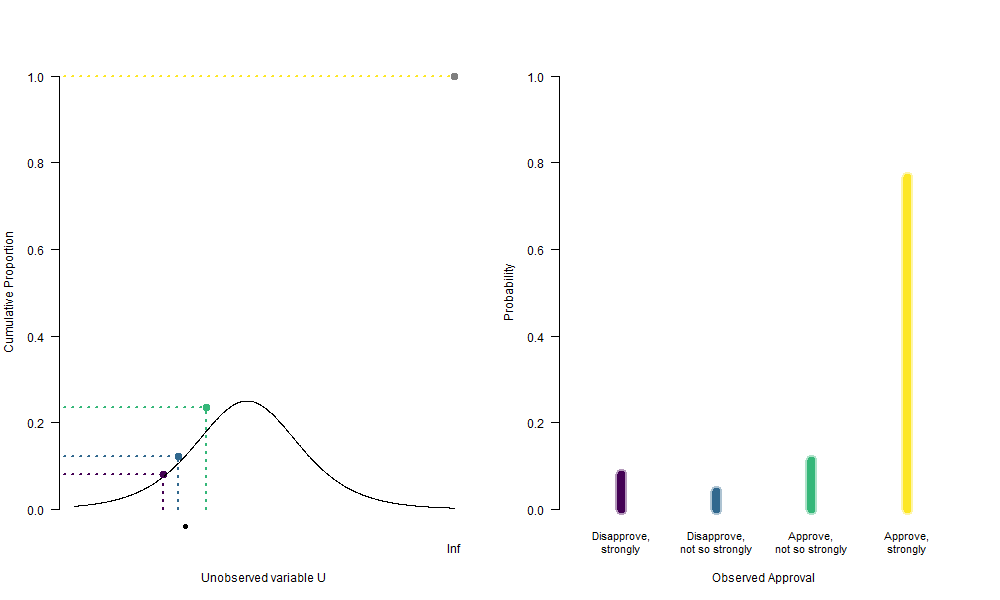 1.0
0.8
0.6
0.4
0.2
0.0
Cumulative Proportion
Inf
Unobserved variable U
1.0
0.8
0.6
0.4
0.2
0.0
Probability
Disapprove,
strongly
Disapprove,
not so strongly
Approve,
not so strongly
Approve,
strongly
Observed Approval